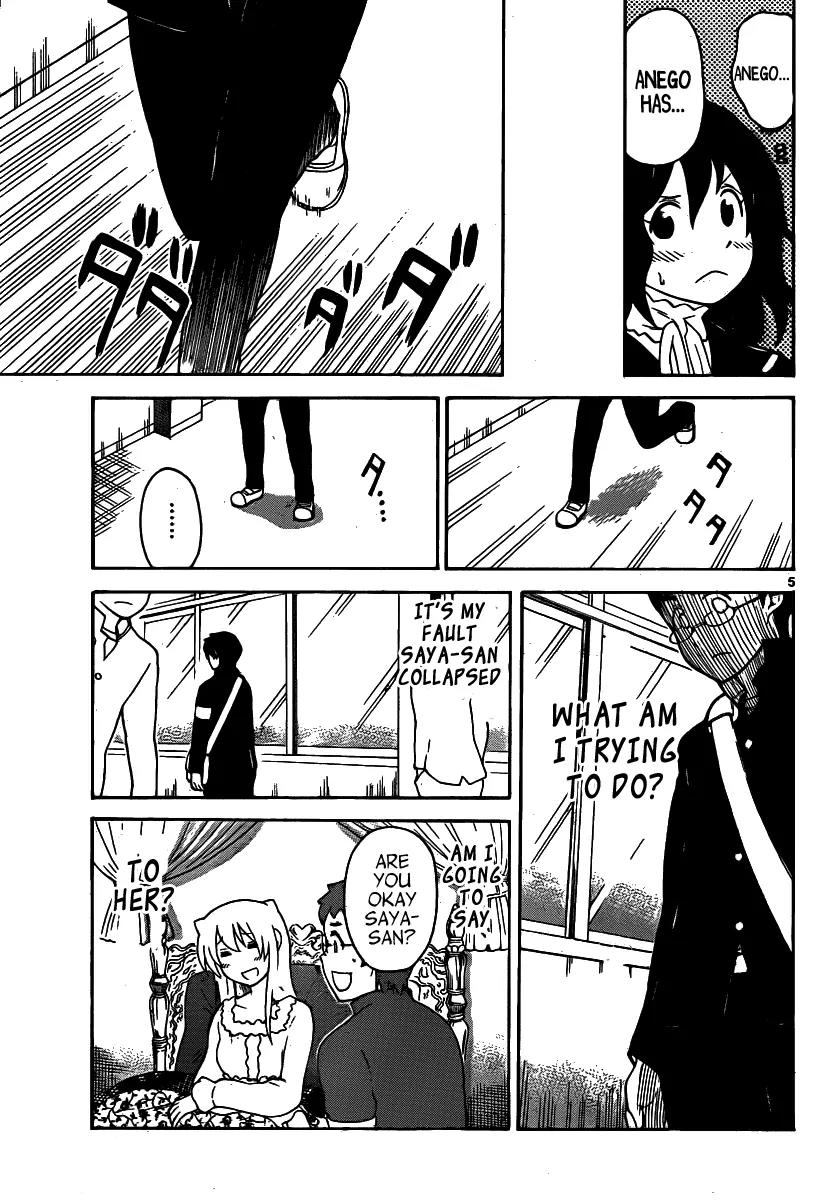 ANEGO...
ANEGO
HAS...
ダ
ダ
ダ
ダ
タ
タ
タ
タ...
......
5
WHAT AM
I TRYING
TO DO?
IT'S MY
FAULT
SAYA-SAN
COLLAPSED
AM I
GOING
TO
SAY
ARE
YOU
OKAY
SAYA-
SAN?
TO
HER?